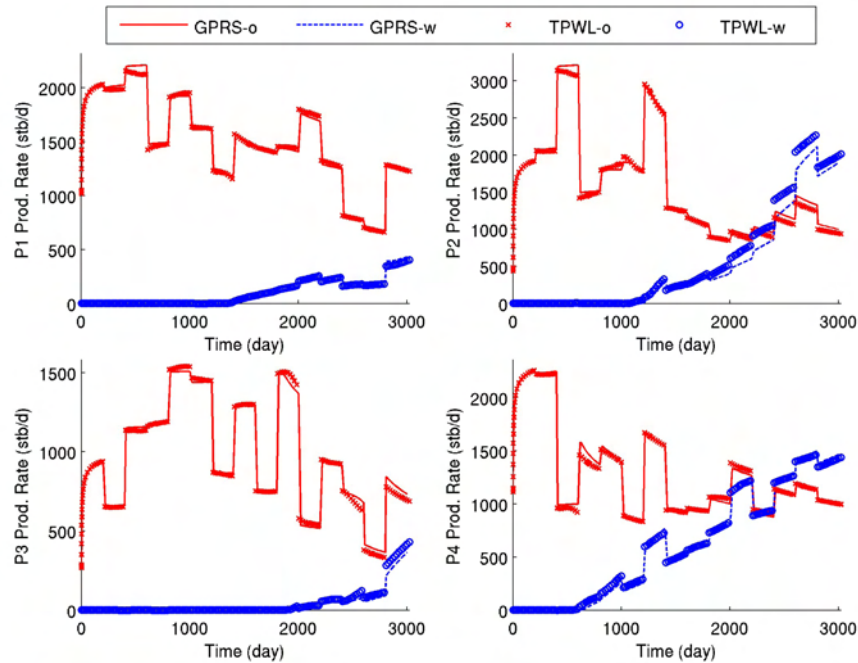 GPRS-o GPRS-w TPWL-o TPWL-w
P1 Prod. Rate (stb/d)
2000
1500
1000
500
0
0 1000 2000 3000
Time (day)
P2 Prod. Rate (stb/d)
3000
2500
2000
1500
1000
500
0
0 1000 2000 3000
Time (day)
P3 Prod. Rate (stb/d)
1500
1000
500
0
0 1000 2000 3000
Time (day)
P4 Prod. Rate (stb/d)
2000
1500
1000
500
0
0 1000 2000 3000
Time (day)